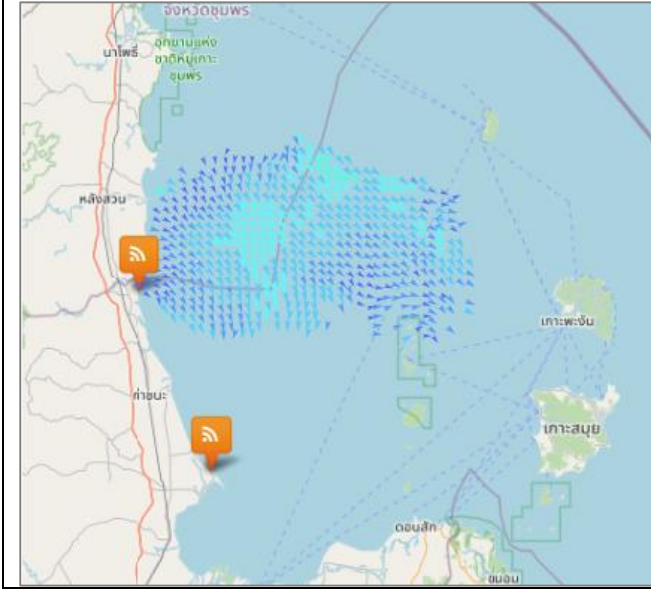 จังหวัดชุมพร
นาโพธิ์
อุทยานแห่ง
ชาติหมู่เกาะ
ชุมพร
หลังสวน
เกาะพะงัน
ท่าชนะ
เกาะสมุย
ดอนสัก
ขนอม